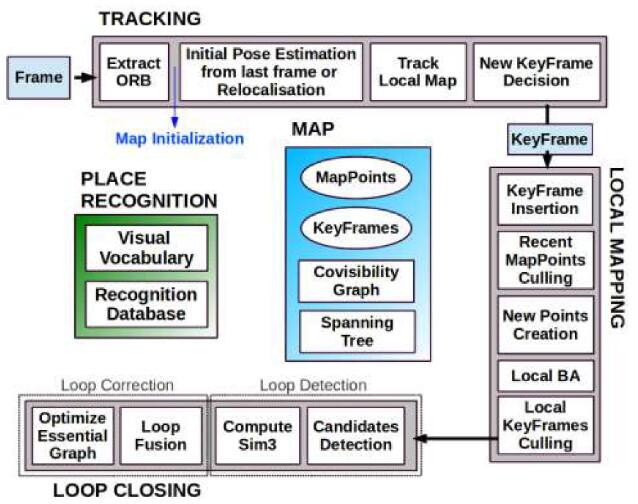 TRACKING
Frame
Extract
ORB
Initial Pose Estimation
from last frame or
Relocalisation
Track
Local Map
New KeyFrame
Decision
Map Initialization
KeyFrame
MAP
MapPoints
KeyFrames
Covisibility
Graph
Spanning
Tree
PLACE
RECOGNITION
Visual
Vocabulary
Recognition
Database
LOCAL MAPPING
KeyFrame
Insertion
Recent
MapPoints
Culling
New Points
Creation
Local BA
Local
KeyFrames
Culling
Loop Correction
Loop Detection
Optimize
Essential
Graph
Loop
Fusion
Compute
Sim3
Candidates
Detection
LOOP CLOSING